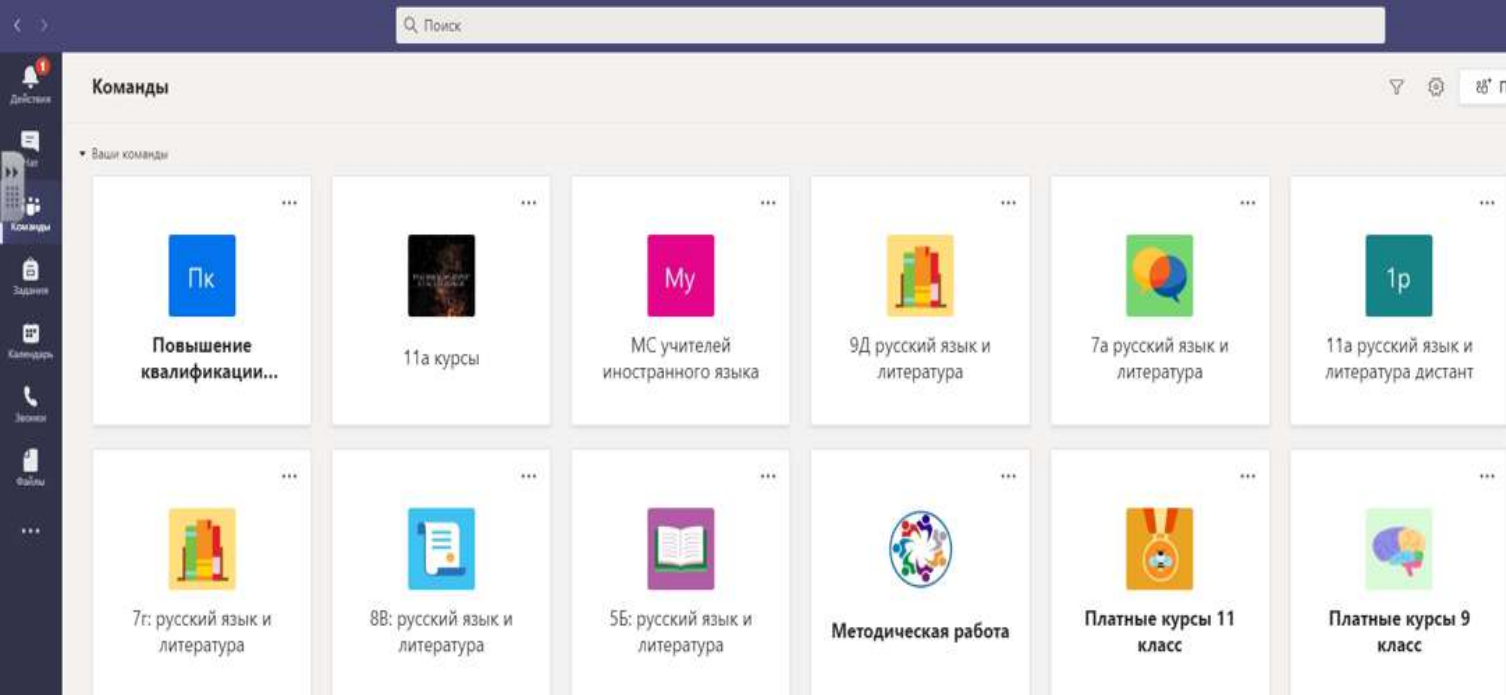 Поиск
1
Действия
Команды
П
Чат
Ваши команды
Команды
Задания
Календарь
Звонки
Файлы
Пк
Повышение
квалификации...
11а курсы
Му
МС учителей
иностранного языка
9Д русский язык и
литература
7а русский язык и
литература
1р
11а русский язык и
литература дистант
7г: русский язык и
литература
8В: русский язык и
литература
5Б: русский язык и
литература
Методическая работа
Платные курсы 11
класс
Платные курсы 9
класс